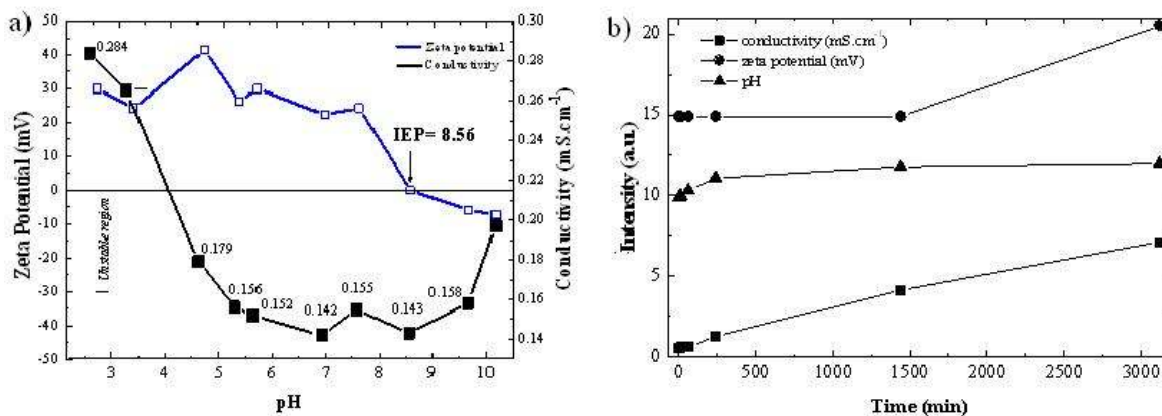 a)
50
40
30
20
10
0
-10
-20
-30
-40
-50
Zeta Potential (mV)
3 4 5 6 7 8 9 10
pH
0.30
0.28
0.26
0.24
0.22
0.20
0.18
0.16
0.14
Conductivity (mS.cm⁻¹)
Zeta potential
Conductivity
0.284
IEP= 8.56
Unstable region
0.179
0.156
0.152
0.142
0.155
0.143
0.158
b)
20
15
10
5
0
Intensity (a.u.)
0 500 1000 1500 2000 2500 3000
Time (min)
conductivity (mS.cm⁻¹)
zeta potential (mV)
pH